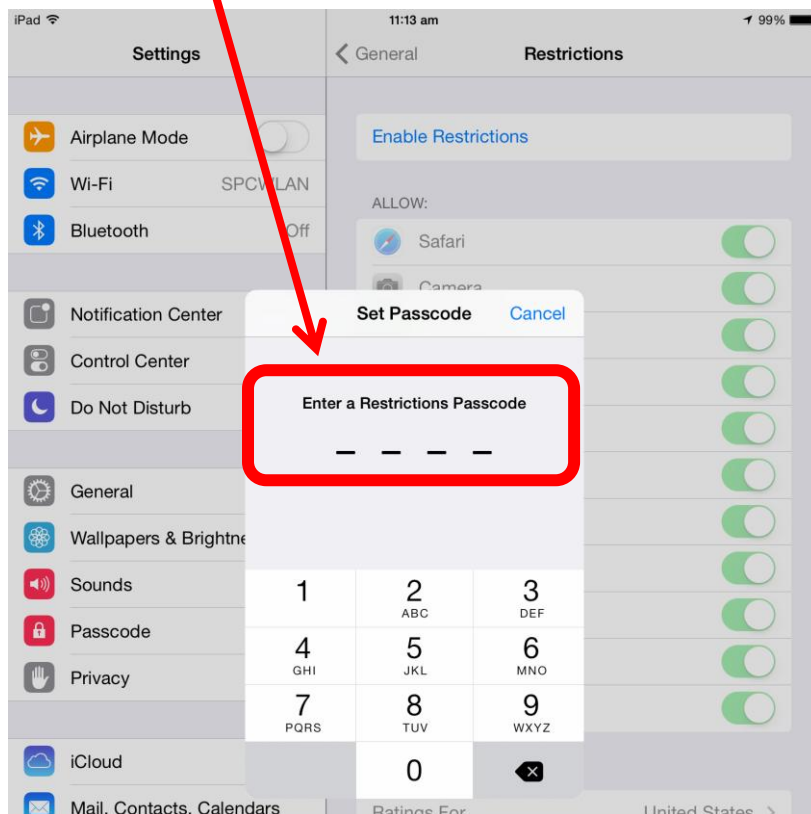 iPad 11:13 am 99%
Settings
General Restrictions
Airplane Mode
Wi-Fi SPCWLAN
Bluetooth Off
Notification Center
Control Center
Do Not Disturb
General
Wallpapers & Brightne
Sounds
Passcode
Privacy
iCloud
Mail, Contacts, Calendars
Enable Restrictions
ALLOW:
Safari
Camera
Set Passcode Cancel
Enter a Restrictions Passcode
1 2 3
ABC DEF
4 5 6
GHI JKL MNO
7 8 9
PQRS TUV WXYZ
0
Ratings For United States